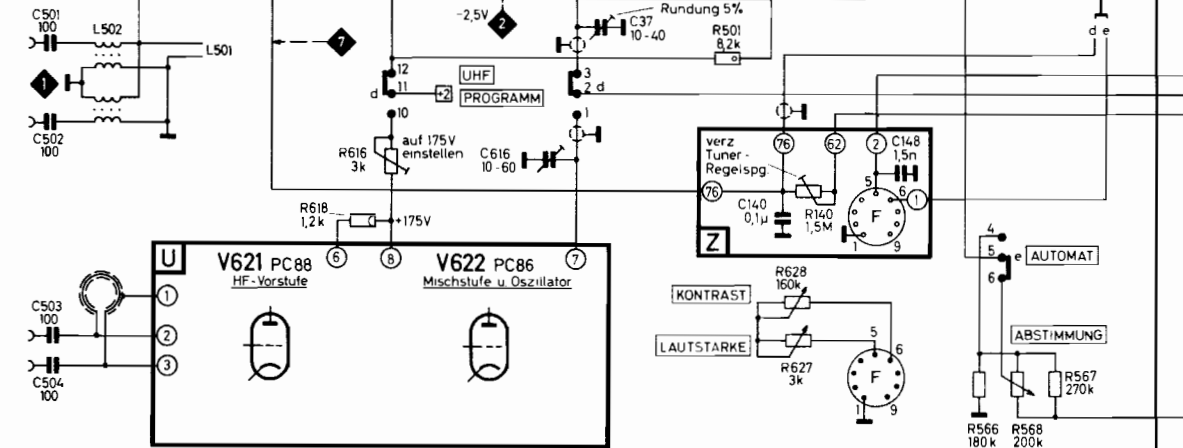 C501
100
L502
L501
1
C502
100
7
-2,5V
2
C37
10-40
Rundung 5%
R501
8,2k
d e
12
11
d
+2
UHF
PROGRAMM
10
3
2 d
1
R616
3k
auf 175V
einstellen
C616
10-60
R618
1,2k
+175V
verz
Tuner-
Regelspg.
76
62
2
C148
1,5n
76
5
6
1
C140
0,1µ
R140
1,5M
F
1
9
Z
U
V621 PC88
HF-Vorstufe
6
8
V622 PC86
Mischstufe u. Oszillator
7
1
2
3
C503
100
C504
100
KONTRAST
R628
160k
LAUTSTARKE
R627
3k
5
6
F
1
9
4
5
6
e
AUTOMAT
ABSTIMMUNG
R566
180k
R568
200k
R567
270k